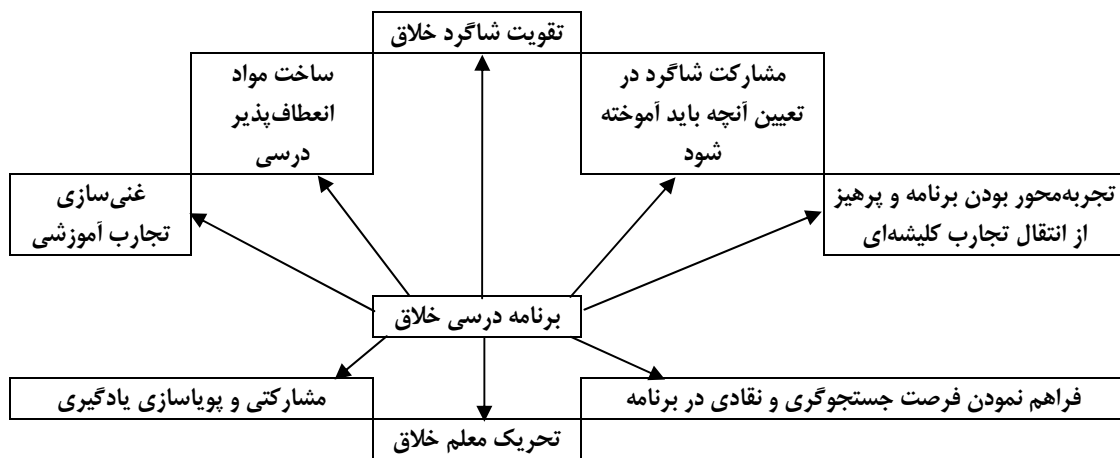 تقویت شاگرد خلاق
مشارکت شاگرد در
تعیین آنچه باید آموخته
شود
ساخت مواد
انعطاف‌پذیر
درسی
تجربه‌محور بودن برنامه و پرهیز
از انتقال تجارب کلیشه‌ای
غنی‌سازی
تجارب آموزشی
برنامه درسی خلاق
فراهم نمودن فرصت جستجوگری و نقادی در برنامه
مشارکتی و پویاسازی یادگیری
تحریک معلم خلاق